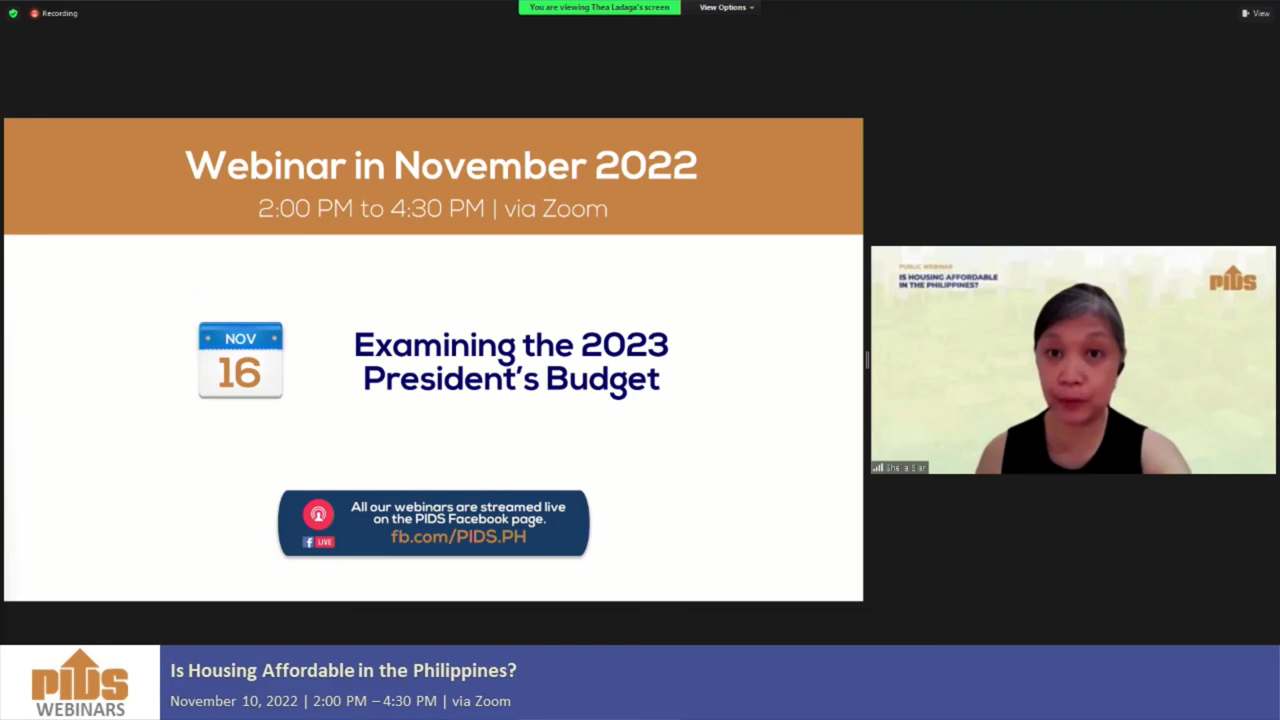 Recording
You are viewing Thea Ladaga's screen
View Options
View
Webinar in November 2022
2:00 PM to 4:30 PM | via Zoom
NOV
16
Examining the 2023
President's Budget
All our webinars are streamed live
on the PIDS Facebook page.
fb.com/PIDS.PH
f LIVE
PUBLIC WEBINAR
IS HOUSING AFFORDABLE
IN THE PHILIPPINES?
PIDS
Sheila Siar
PIDS
WEBINARS
Is Housing Affordable in the Philippines?
November 10, 2022 | 2:00 PM – 4:30 PM | via Zoom